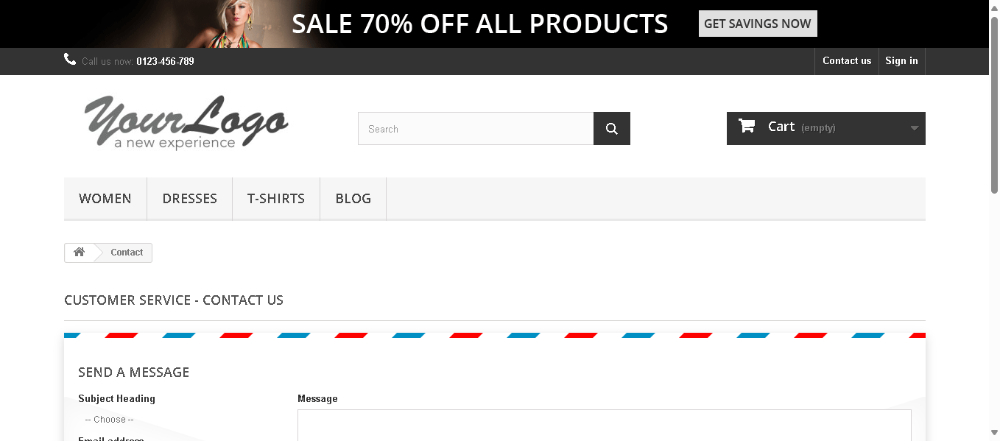 SALE 70% OFF ALL PRODUCTS
GET SAVINGS NOW
Call us now: 0123-456-789
Contact us
Sign in
YourLogo
a new experience
Search
Cart (empty)
WOMEN
DRESSES
T-SHIRTS
BLOG
Contact
CUSTOMER SERVICE - CONTACT US
SEND A MESSAGE
Subject Heading
Message
-- Choose --
Email address